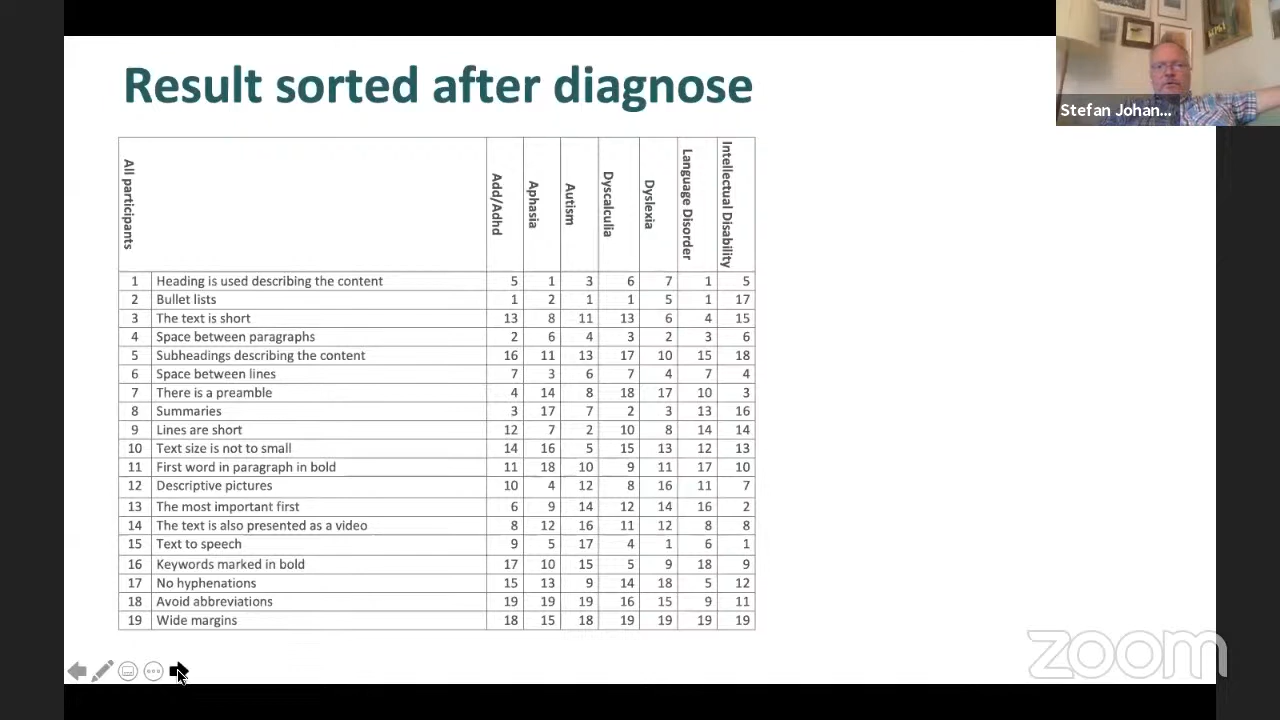 Result sorted after diagnose
Stefan Johan...
All participants Add/Adhd Aphasia Autism Dyscalculia Dyslexia Language Disorder Intellectual Disability
1 Heading is used describing the content 5 1 3 6 7 1 5
2 Bullet lists 1 2 1 1 5 1 17
3 The text is short 13 8 11 13 6 4 15
4 Space between paragraphs 2 6 4 3 2 3 6
5 Subheadings describing the content 16 11 13 17 10 15 18
6 Space between lines 7 3 6 7 4 7 4
7 There is a preamble 4 14 8 18 17 10 3
8 Summaries 3 17 7 2 3 13 16
9 Lines are short 12 7 2 10 8 14 14
10 Text size is not to small 14 16 5 15 13 12 13
11 First word in paragraph in bold 11 18 10 9 11 17 10
12 Descriptive pictures 10 4 12 8 16 11 7
13 The most important first 6 9 14 12 14 16 2
14 The text is also presented as a video 8 12 16 11 12 8 8
15 Text to speech 9 5 17 4 1 6 1
16 Keywords marked in bold 17 10 15 5 9 18 9
17 No hyphenations 15 13 9 14 18 5 12
18 Avoid abbreviations 19 19 19 16 15 9 11
19 Wide margins 18 15 18 19 19 19 19
zoom